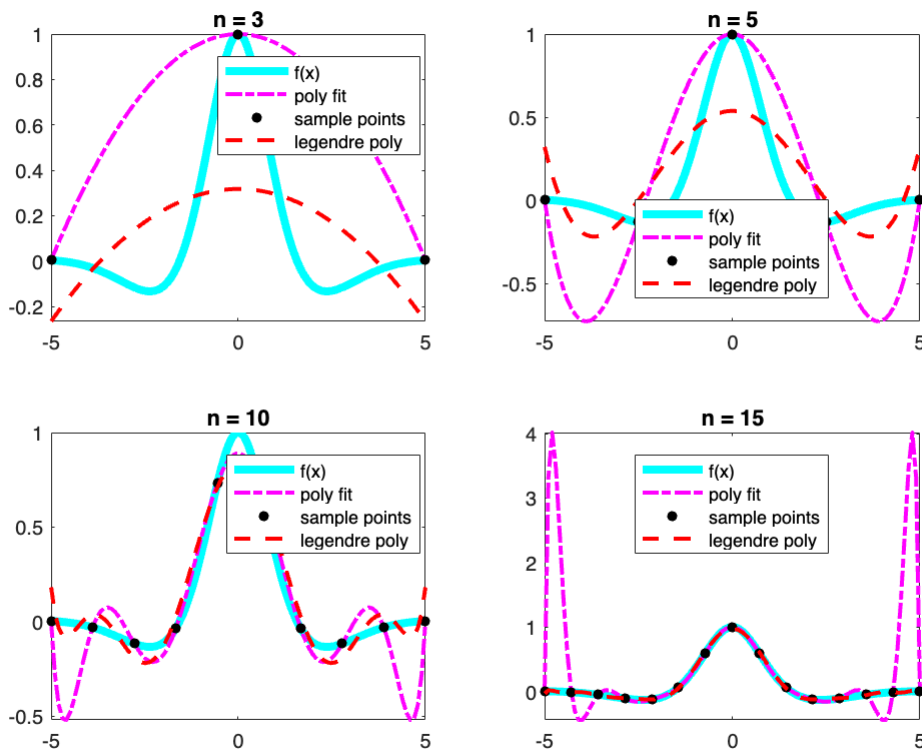 n = 3
1
0.8
0.6
0.4
0.2
0
-0.2
-5
0
5
f(x)
poly fit
sample points
legendre poly
n = 5
1
0.5
0
-0.5
-5
0
5
f(x)
poly fit
sample points
legendre poly
n = 10
1
0.5
0
-0.5
-5
0
5
f(x)
poly fit
sample points
legendre poly
n = 15
4
3
2
1
0
-5
0
5
f(x)
poly fit
sample points
legendre poly